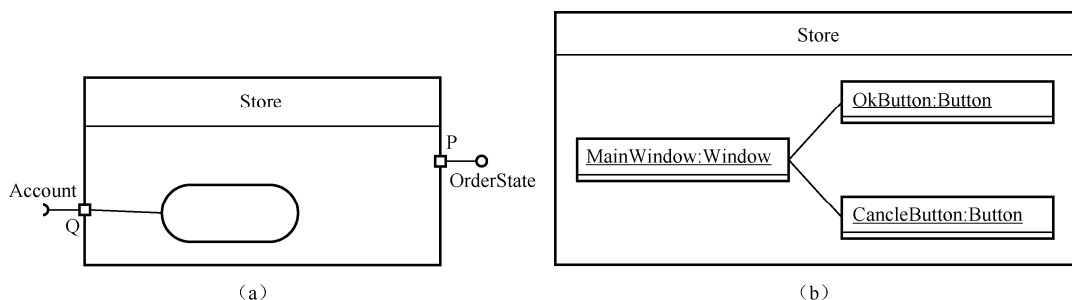 Store
P
OrderState
Account
Q
（a）
Store
OkButton:Button
MainWindow:Window
CancleButton:Button
（b）